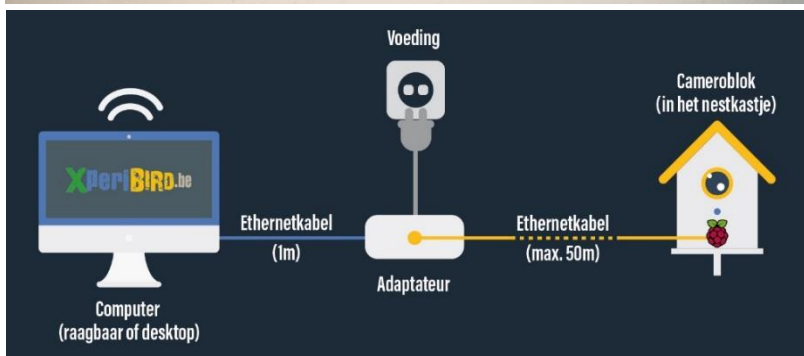 Voeding
Cameroblok
(in het nestkastje)
XperiBIRD.be
Ethernetkabel
(1m)
Ethernetkabel
(max. 50m)
Adaptateur
Computer
(raagbaar of desktop)